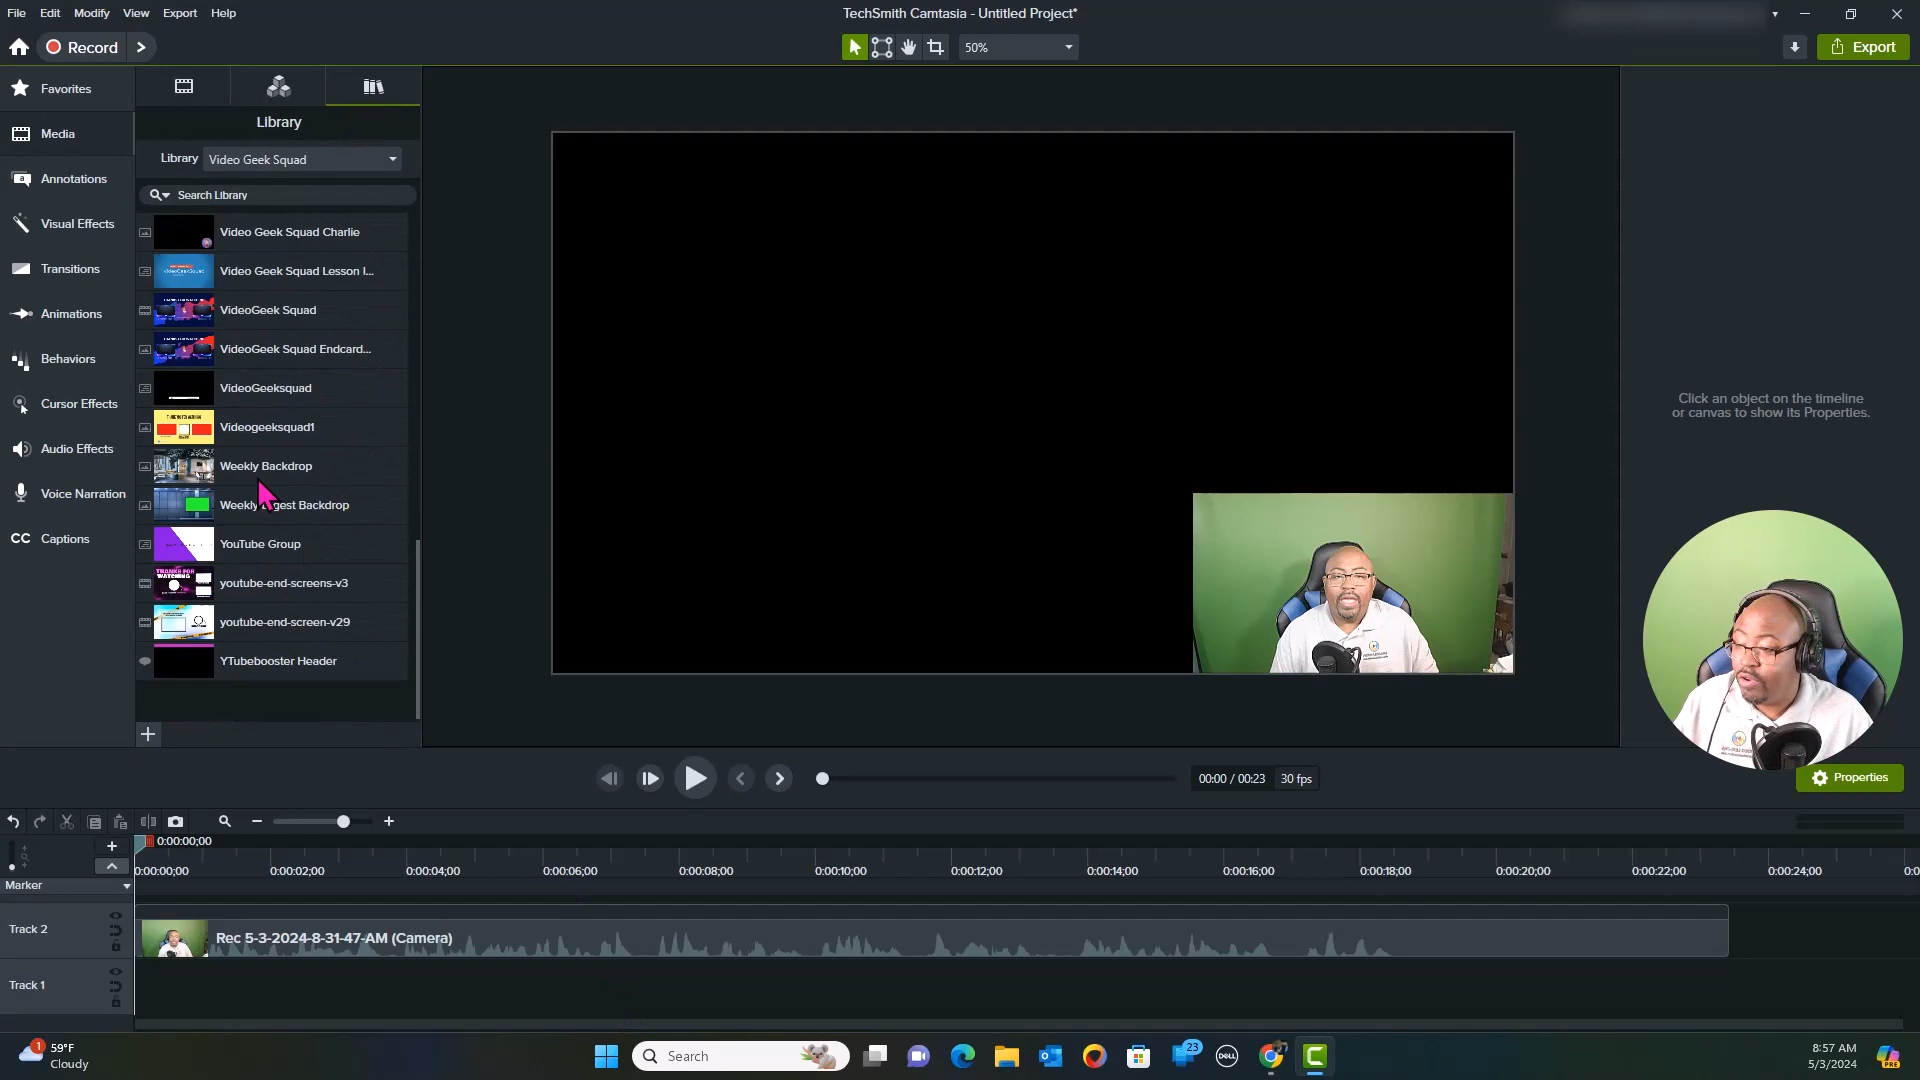 File Edit Modify View Export Help
TechSmith Camtasia - Untitled Project*
Record
50%
Export
Favorites
Media
Annotations
Visual Effects
Transitions
Animations
Behaviors
Cursor Effects
Audio Effects
Voice Narration
CC Captions
Library
Library Video Geek Squad
Search Library
Video Geek Squad Charlie
Video Geek Squad Lesson I...
VideoGeek Squad
VideoGeek Squad Endcard...
VideoGeeksquad
Videogeeksquad1
Weekly Backdrop
Weekly gest Backdrop
YouTube Group
youtube-end-screens-v3
youtube-end-screen-v29
YTubebooster Header
Click an object on the timeline
or canvas to show its Properties.
00:00 / 00:23 30 fps
Properties
0:00:00;00
0:00:00;00 0:00:02;00 0:00:04;00 0:00:06;00 0:00:08;00 0:00:10;00 0:00:12;00 0:00:14;00 0:00:16;00 0:00:18;00 0:00:20;00 0:00:22;00 0:00:24;00 0:0
Marker
Track 2
Rec 5-3-2024-8-31-47-AM (Camera)
Track 1
1
59°F
Cloudy
Search
23
DELL
8:57 AM
5/3/2024
PRE